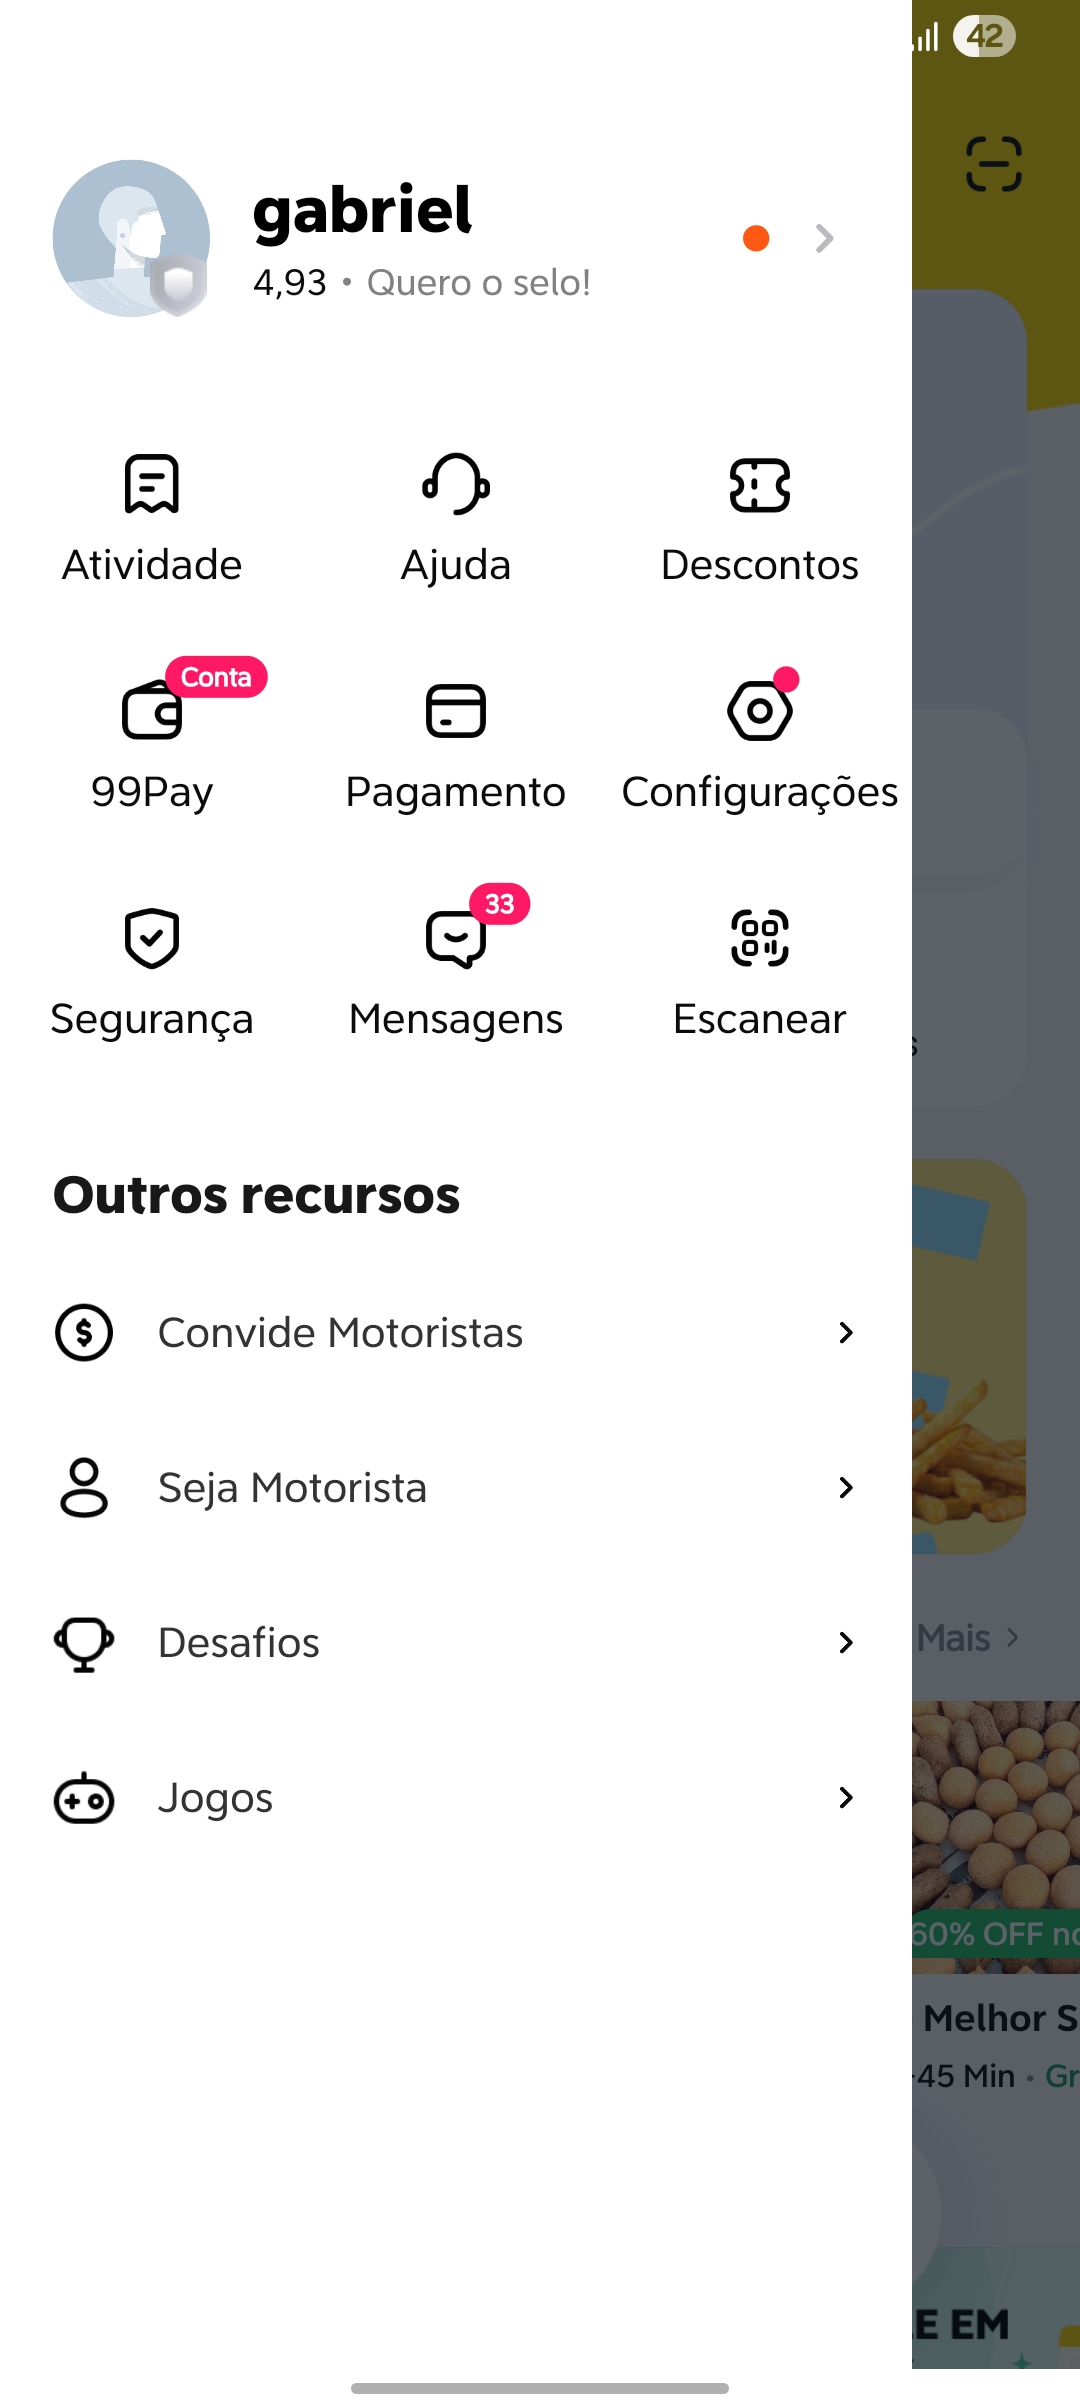 42
gabriel
4,93 • Quero o selo!
Atividade
Ajuda
Descontos
Conta
99Pay
Pagamento
Configurações
33
Segurança
Mensagens
Escanear
Outros recursos
Convide Motoristas
Seja Motorista
Desafios
Jogos
Mais
60% OFF
Melhor S
45 Min • Gr
EM